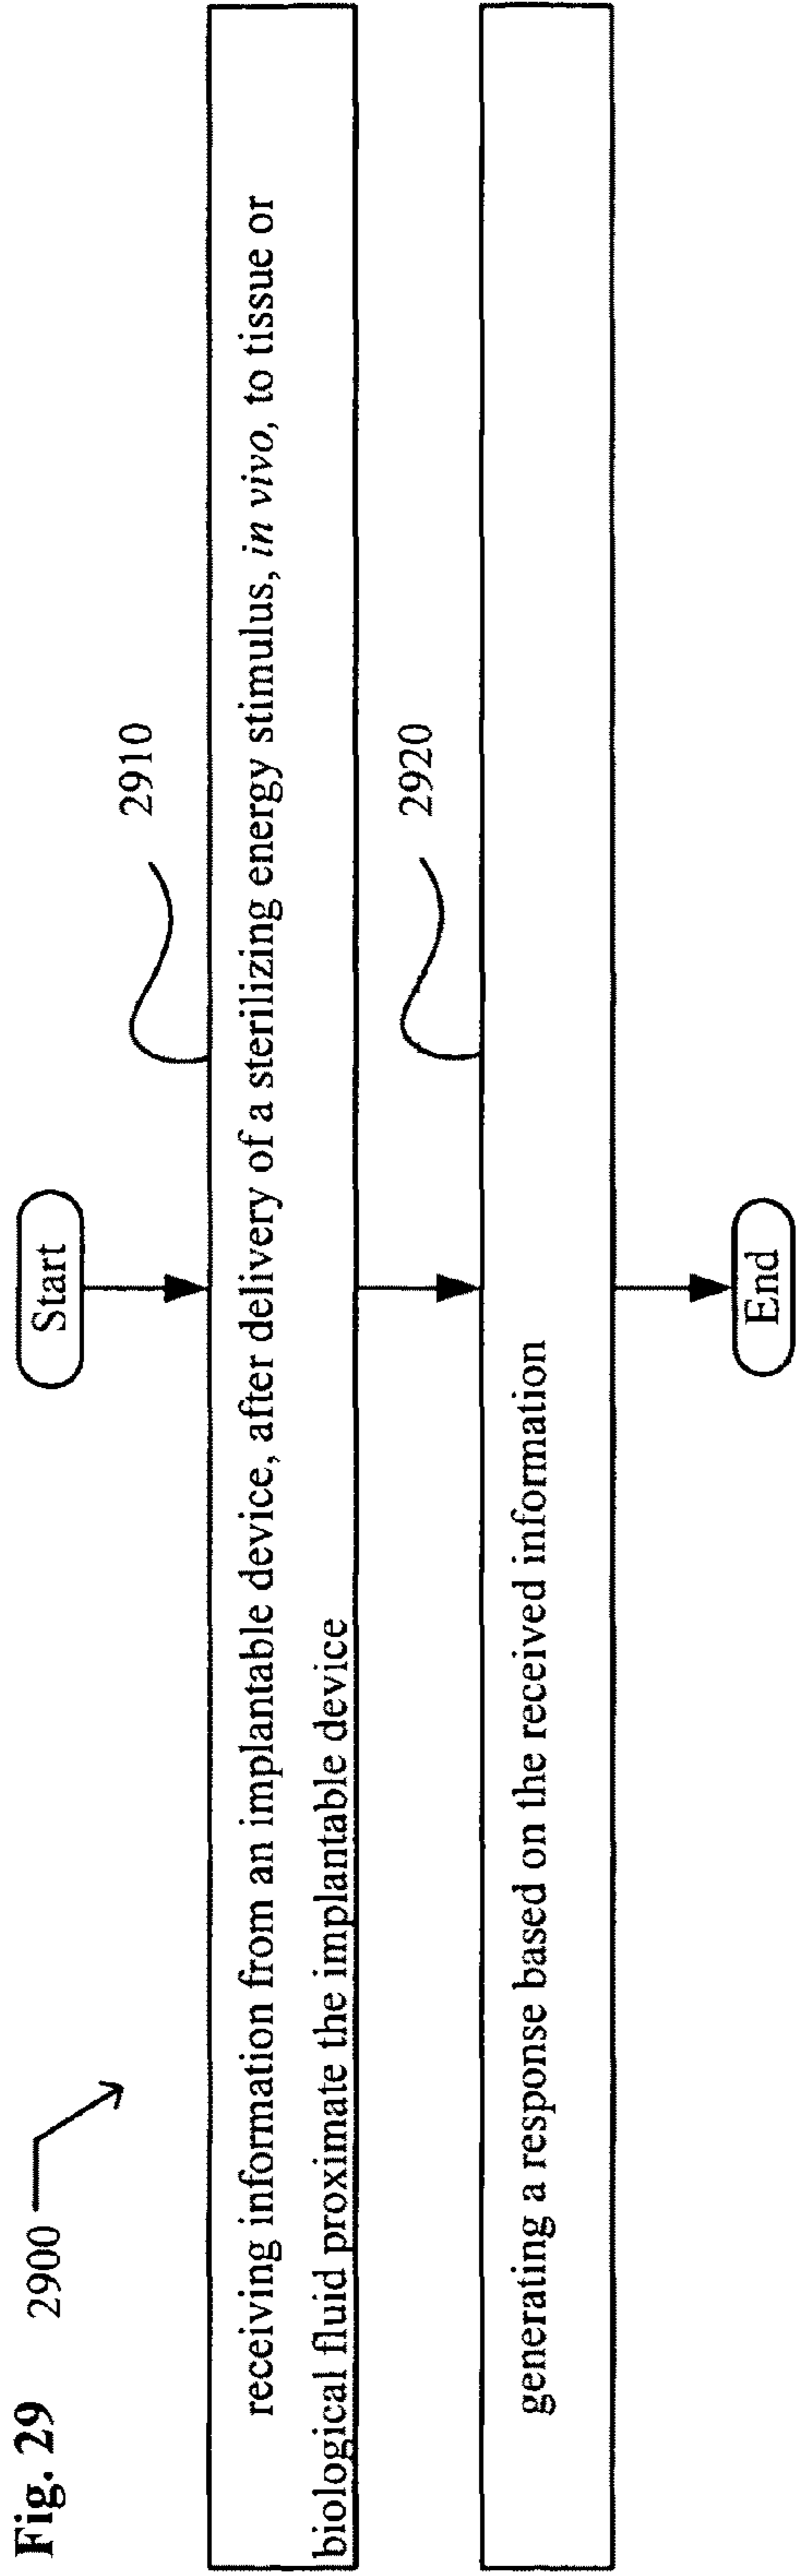 Fig. 29
2900
Start
2910
receiving information from an implantable device, after delivery of a sterilizing energy stimulus, in vivo, to tissue or
biological fluid proximate the implantable device
2920
generating a response based on the received information
End